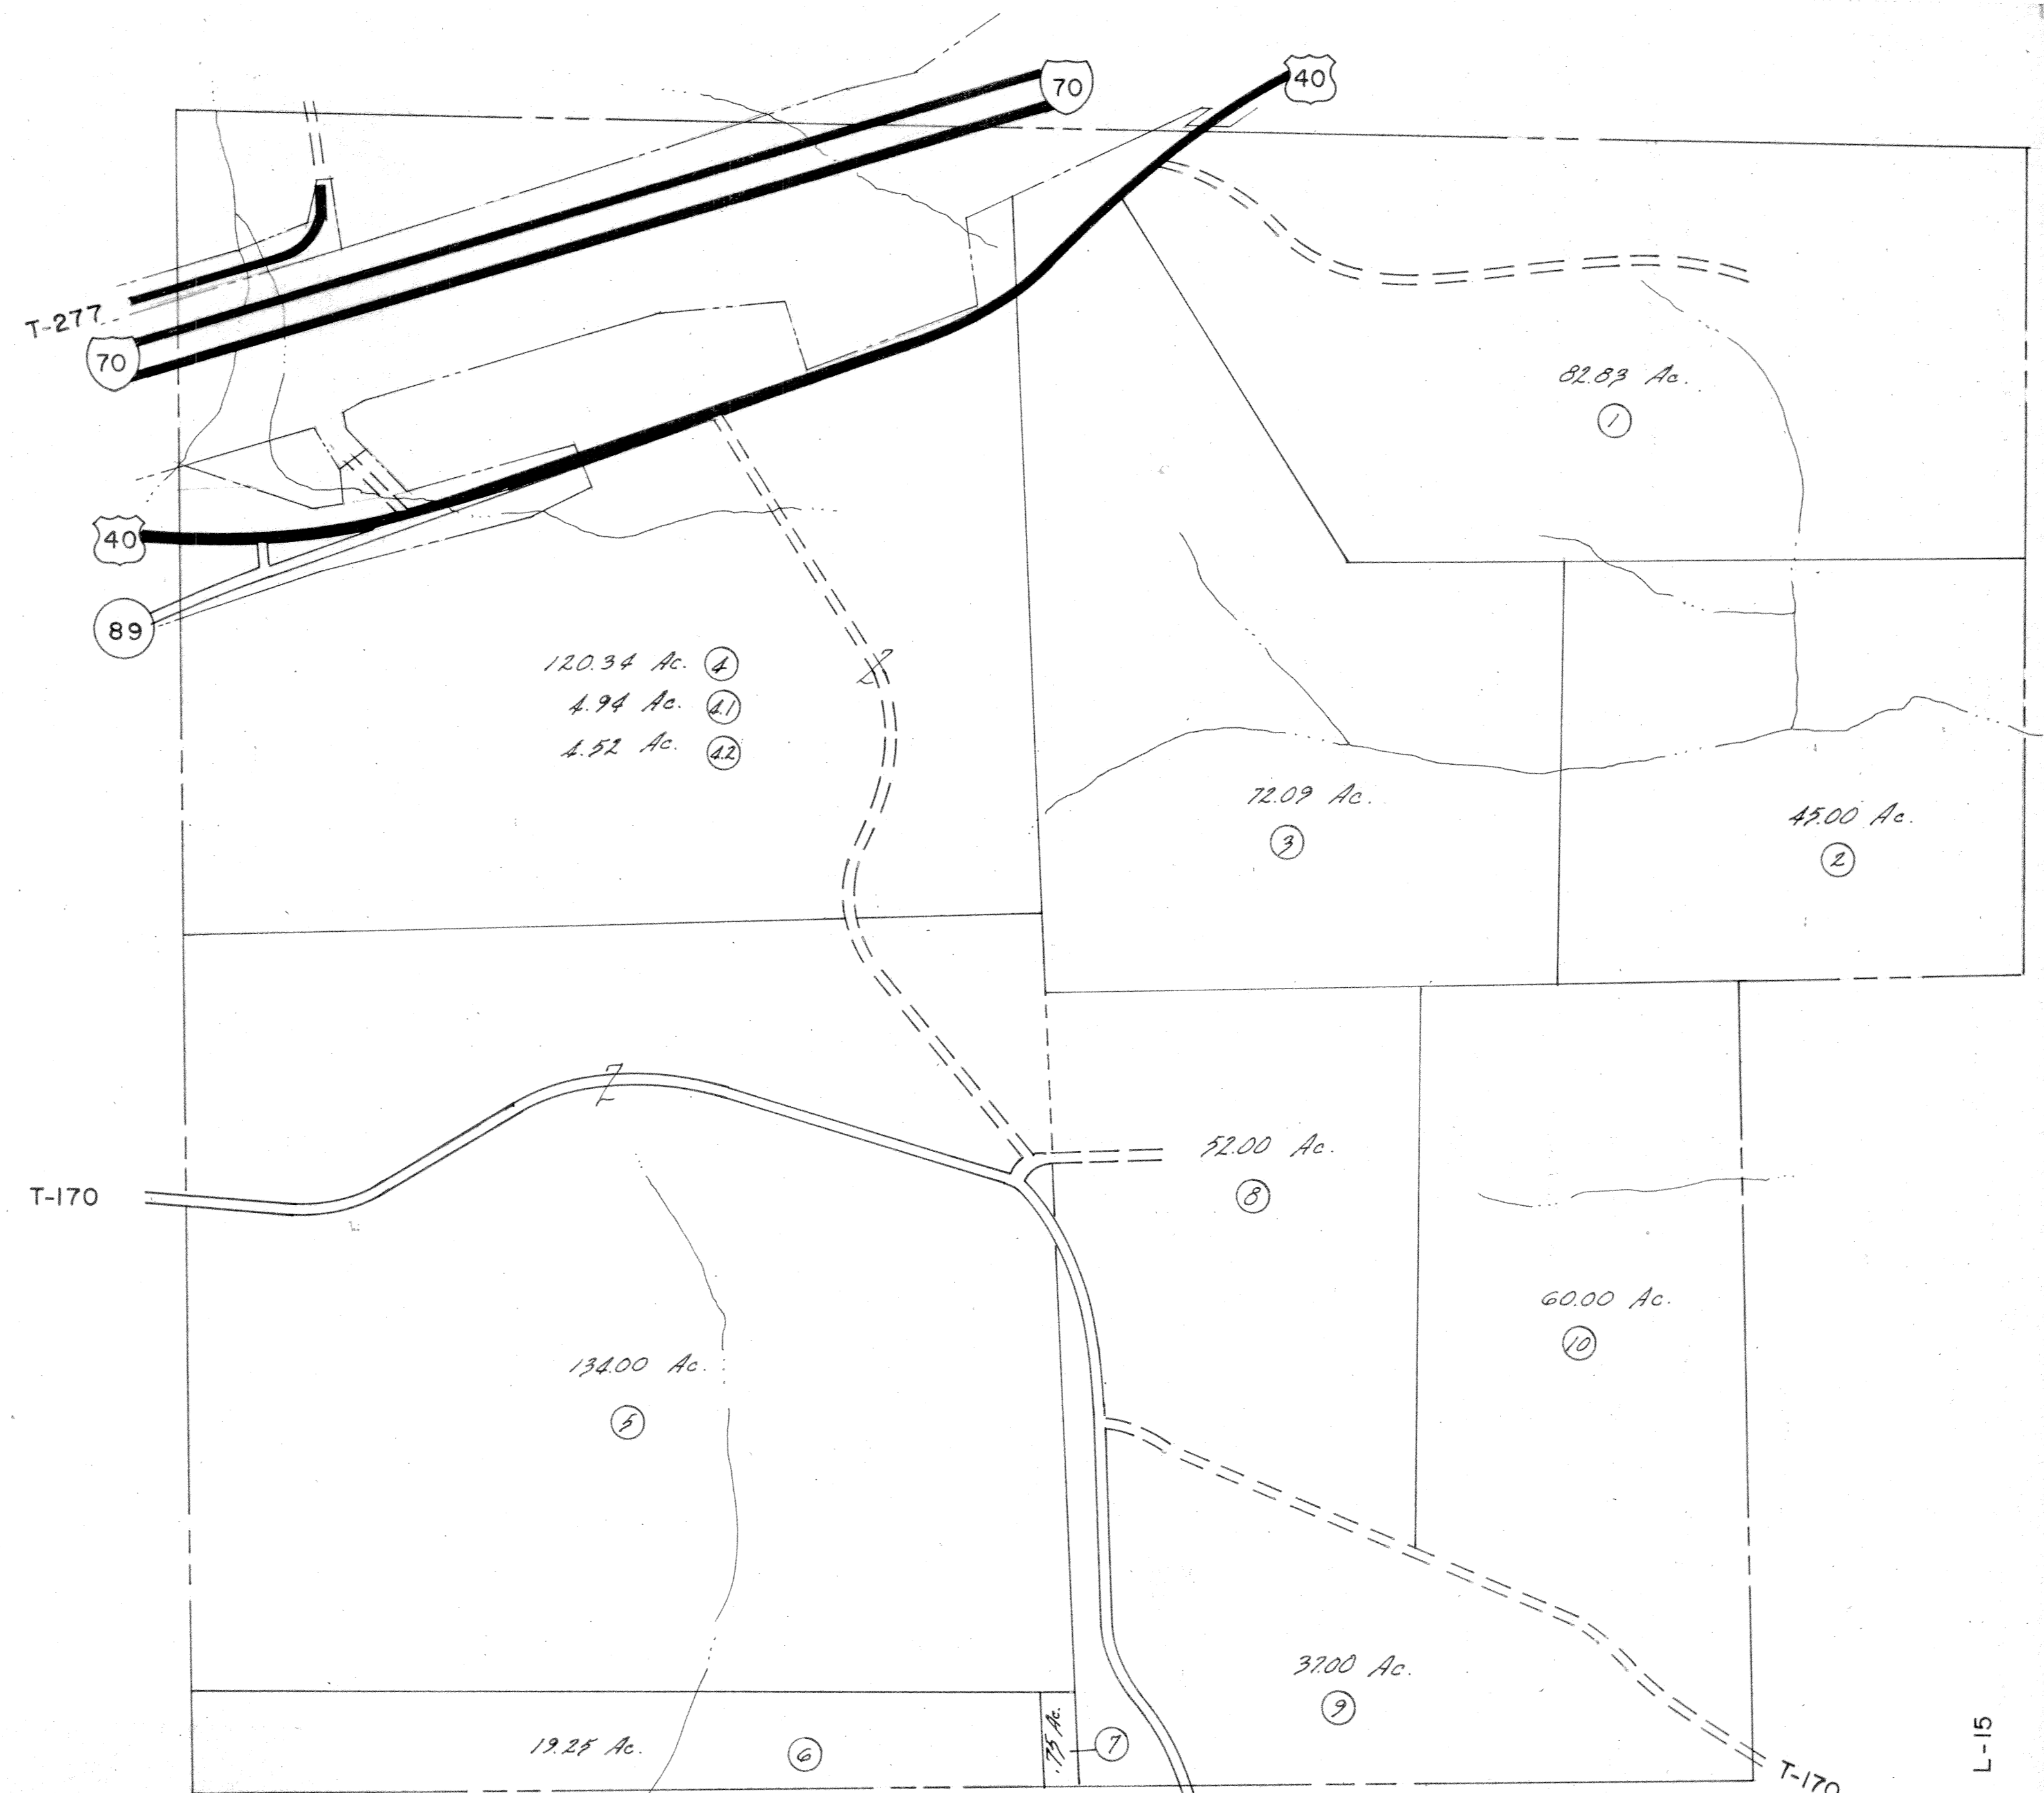 70
40
T-277
70
82.83 Ac.
1
40
89
120.34 Ac. 4
4.94 Ac. 4.1
4.52 Ac. 4.2
72.09 Ac.
3
45.00 Ac.
2
T-170
52.00 Ac.
8
60.00 Ac.
10
134.00 Ac.
5
37.00 Ac.
9
19.25 Ac. 6
.75 Ac. 7
T-170
L-15